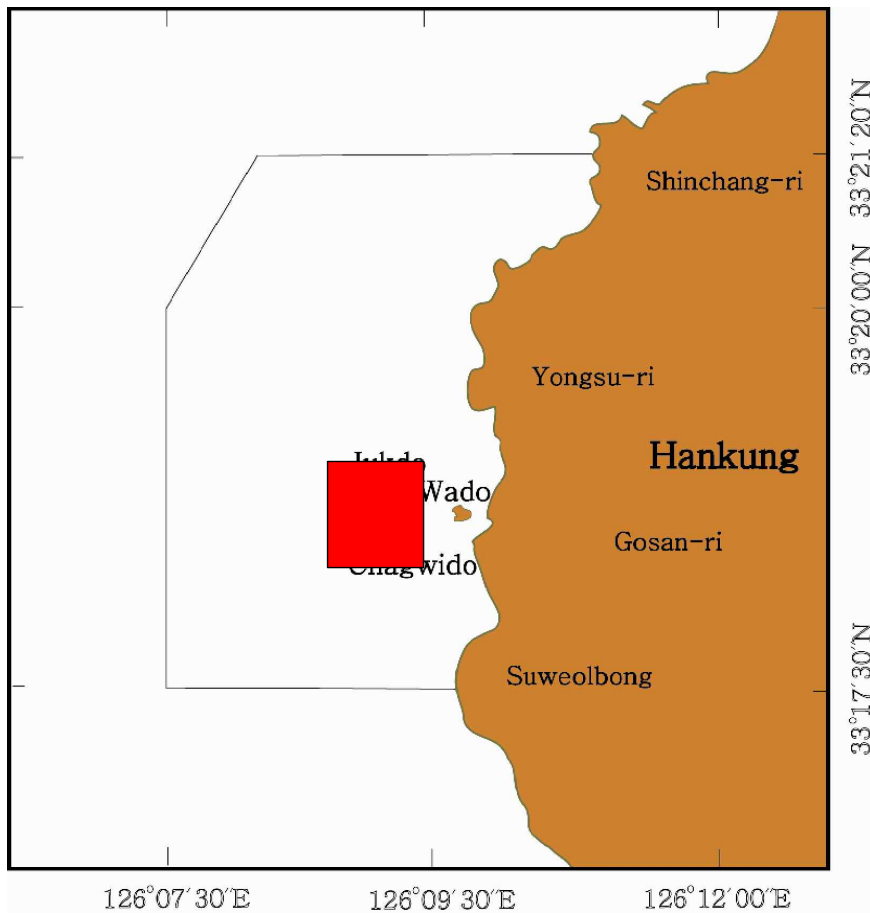 33°21′20″N
Shinchang-ri
33°20′00″N
Yongsu-ri
Hankung
Wado
Gosan-ri
Chagwido
Suweolbong
33°17′30″N
126°07′30″E
126°09′30″E
126°12′00″E